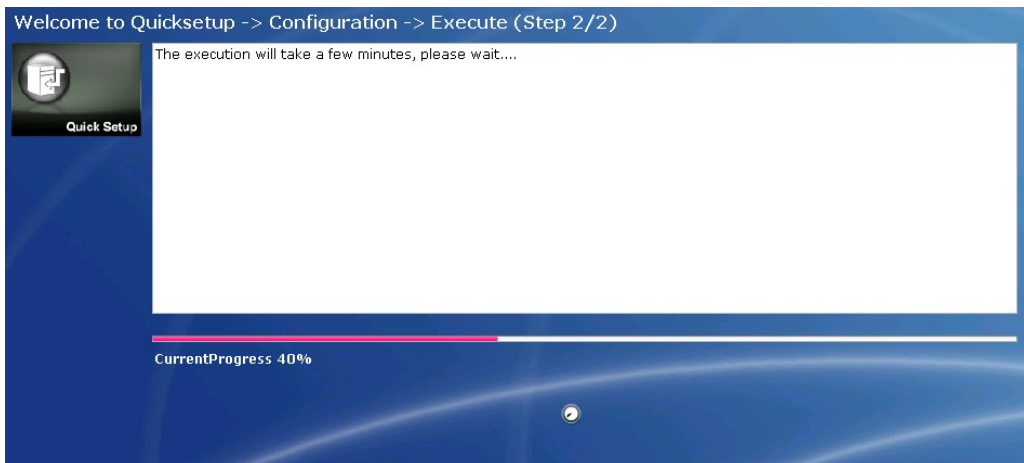 Welcome to Quicksetup -> Configuration -> Execute (Step 2/2)
The execution will take a few minutes, please wait....
Quick Setup
CurrentProgress 40%